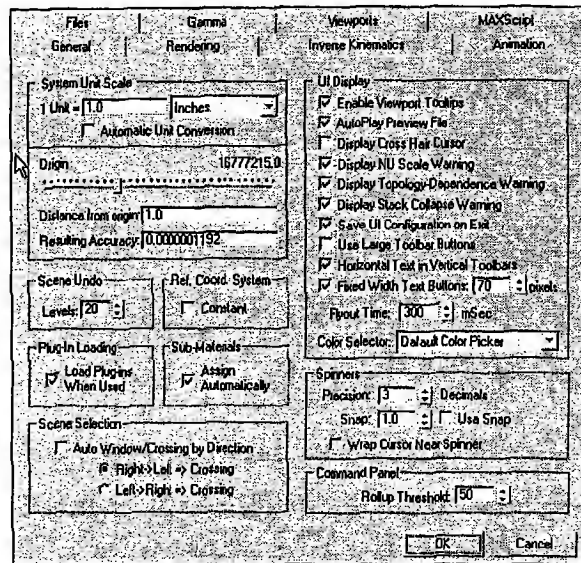 Files Gamma Viewports MAXScript
General Rendering Inverse Kinematics Animation
System Unit Scale
1 Unit = 1.0 Inches
Automatic Unit Conversion
Origin 16777215.0
Distance from origin: 1.0
Resulting Accuracy: 0.0000001192
Scene Undo
Levels: 20
Ref. Coord. System
Constant
Plug-In Loading
Load Plug-ins
When Used
Sub-Materials
Assign
Automatically
Scene Selection
Auto Window/Crossing by Direction
Right->Left => Crossing
Left->Right => Crossing
UI Display
Enable Viewport Tooltips
AutoPlay Preview File
Display Cross Hair Cursor
Display NU Scale Warning
Display Topology-Dependence Warning
Display Stack Collapse Warning
Save UI Configuration on Exit
Use Large Toolbar Buttons
Horizontal Text in Vertical Toolbars
Fixed Width Text Buttons: 70 pixels
Flyout Time: 300 mSec
Color Selector: Default Color Picker
Spinners
Precision: 3 Decimals
Snap: 1.0 Use Snap
Wrap Cursor Near Spinner
Command Panel
Rollup Threshold: 50
OK Cancel